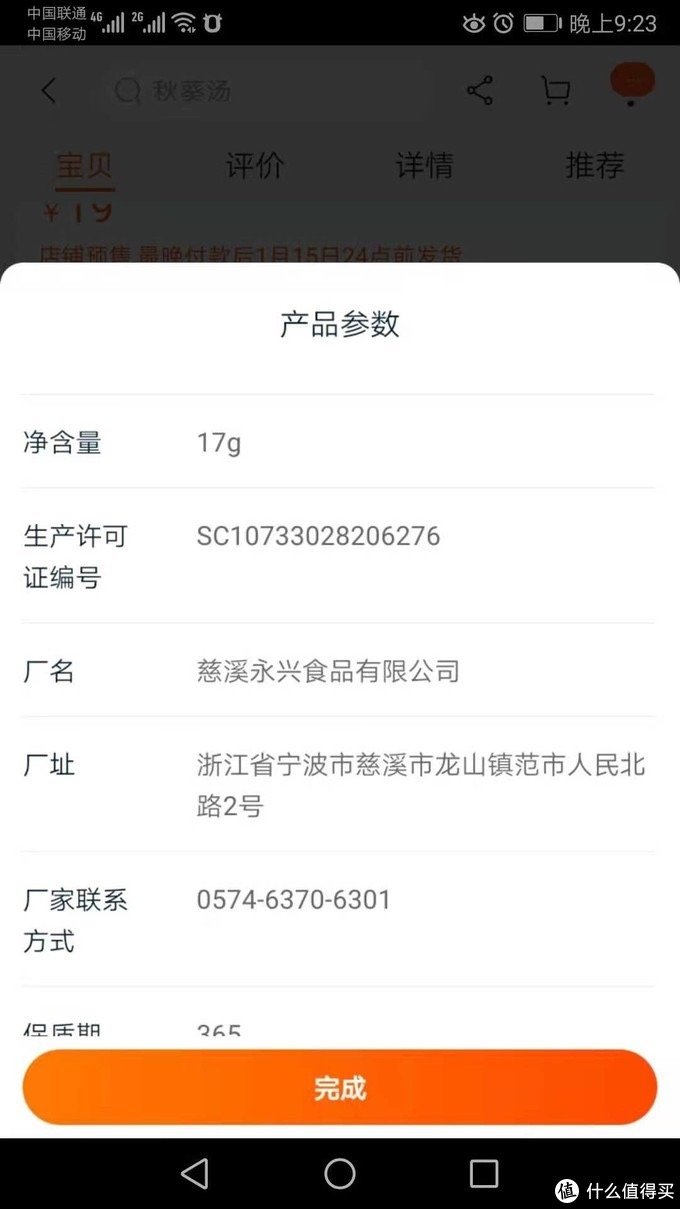 中国联通 4G 2G 晚上9:23
中国移动
秋葵汤
宝贝 评价 详情 推荐
¥19
店铺预售 最晚付款后1月15日24点前发货
产品参数
净含量 17g
生产许可 SC10733028206276
证编号
厂名 慈溪永兴食品有限公司
厂址 浙江省宁波市慈溪市龙山镇范市人民北
路2号
厂家联系 0574-6370-6301
方式
保质期 365
完成
值 什么值得买